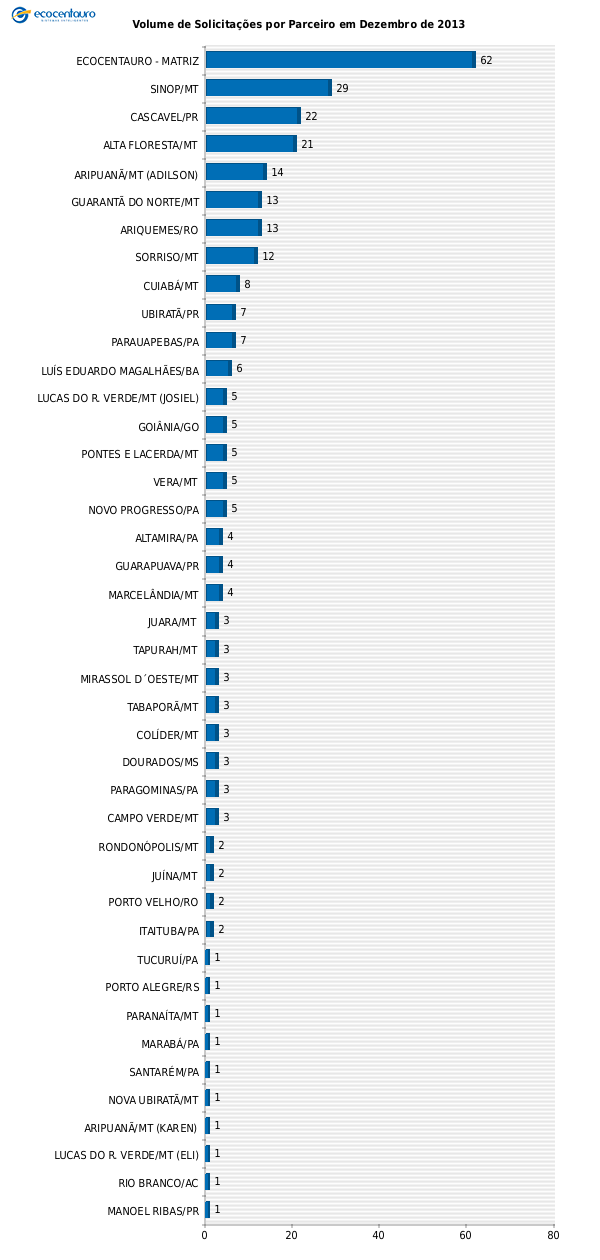 ecocentauro
Volume de Solicitações por Parceiro em Dezembro de 2013
ECOCENTAURO - MATRIZ 62
SINOP/MT 29
CASCAVEL/PR 22
ALTA FLORESTA/MT 21
ARIPUANÃ/MT (ADILSON) 14
GUARANTÃ DO NORTE/MT 13
ARIQUEMES/RO 13
SORRISO/MT 12
CUIABÁ/MT 8
UBIRATÃ/PR 7
PARAUAPEBAS/PA 7
LUÍS EDUARDO MAGALHÃES/BA 6
LUCAS DO R. VERDE/MT (JOSIEL) 5
GOIÂNIA/GO 5
PONTES E LACERDA/MT 5
VERA/MT 5
NOVO PROGRESSO/PA 5
ALTAMIRA/PA 4
GUARAPUAVA/PR 4
MARCELÂNDIA/MT 4
JUARA/MT 3
TAPURAH/MT 3
MIRASSOL D´OESTE/MT 3
TABAPORÃ/MT 3
COLÍDER/MT 3
DOURADOS/MS 3
PARAGOMINAS/PA 3
CAMPO VERDE/MT 3
RONDONÓPOLIS/MT 2
JUÍNA/MT 2
PORTO VELHO/RO 2
ITAITUBA/PA 2
TUCURUÍ/PA 1
PORTO ALEGRE/RS 1
PARANAÍTA/MT 1
MARABÁ/PA 1
SANTARÉM/PA 1
NOVA UBIRATÃ/MT 1
ARIPUANÃ/MT (KAREN) 1
LUCAS DO R. VERDE/MT (ELI) 1
RIO BRANCO/AC 1
MANOEL RIBAS/PR 1
0 20 40 60 80